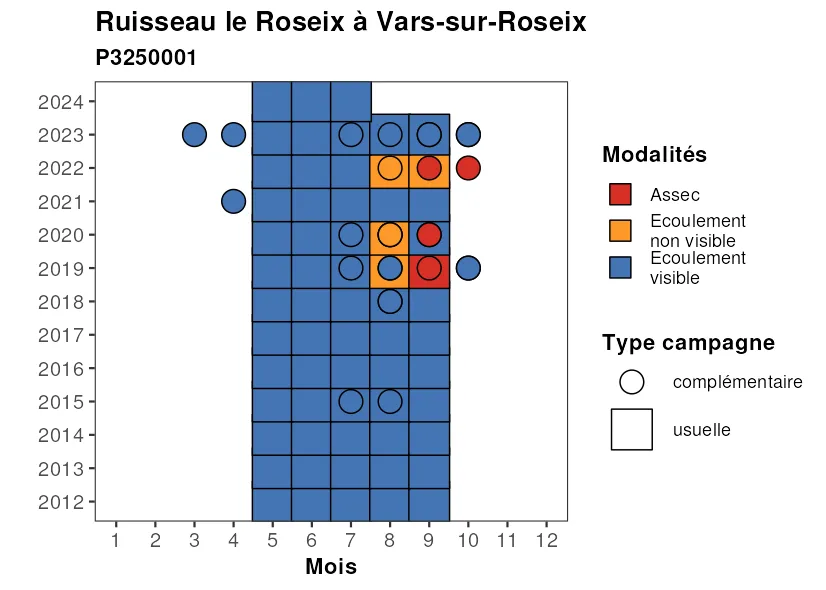 Ruisseau le Roseix à Vars-sur-Roseix
P3250001
2024
2023
2022
2021
2020
2019
2018
2017
2016
2015
2014
2013
2012
1 2 3 4 5 6 7 8 9 10 11 12
Mois
Modalités
Assec
Ecoulement
non visible
Ecoulement
visible
Type campagne
complémentaire
usuelle